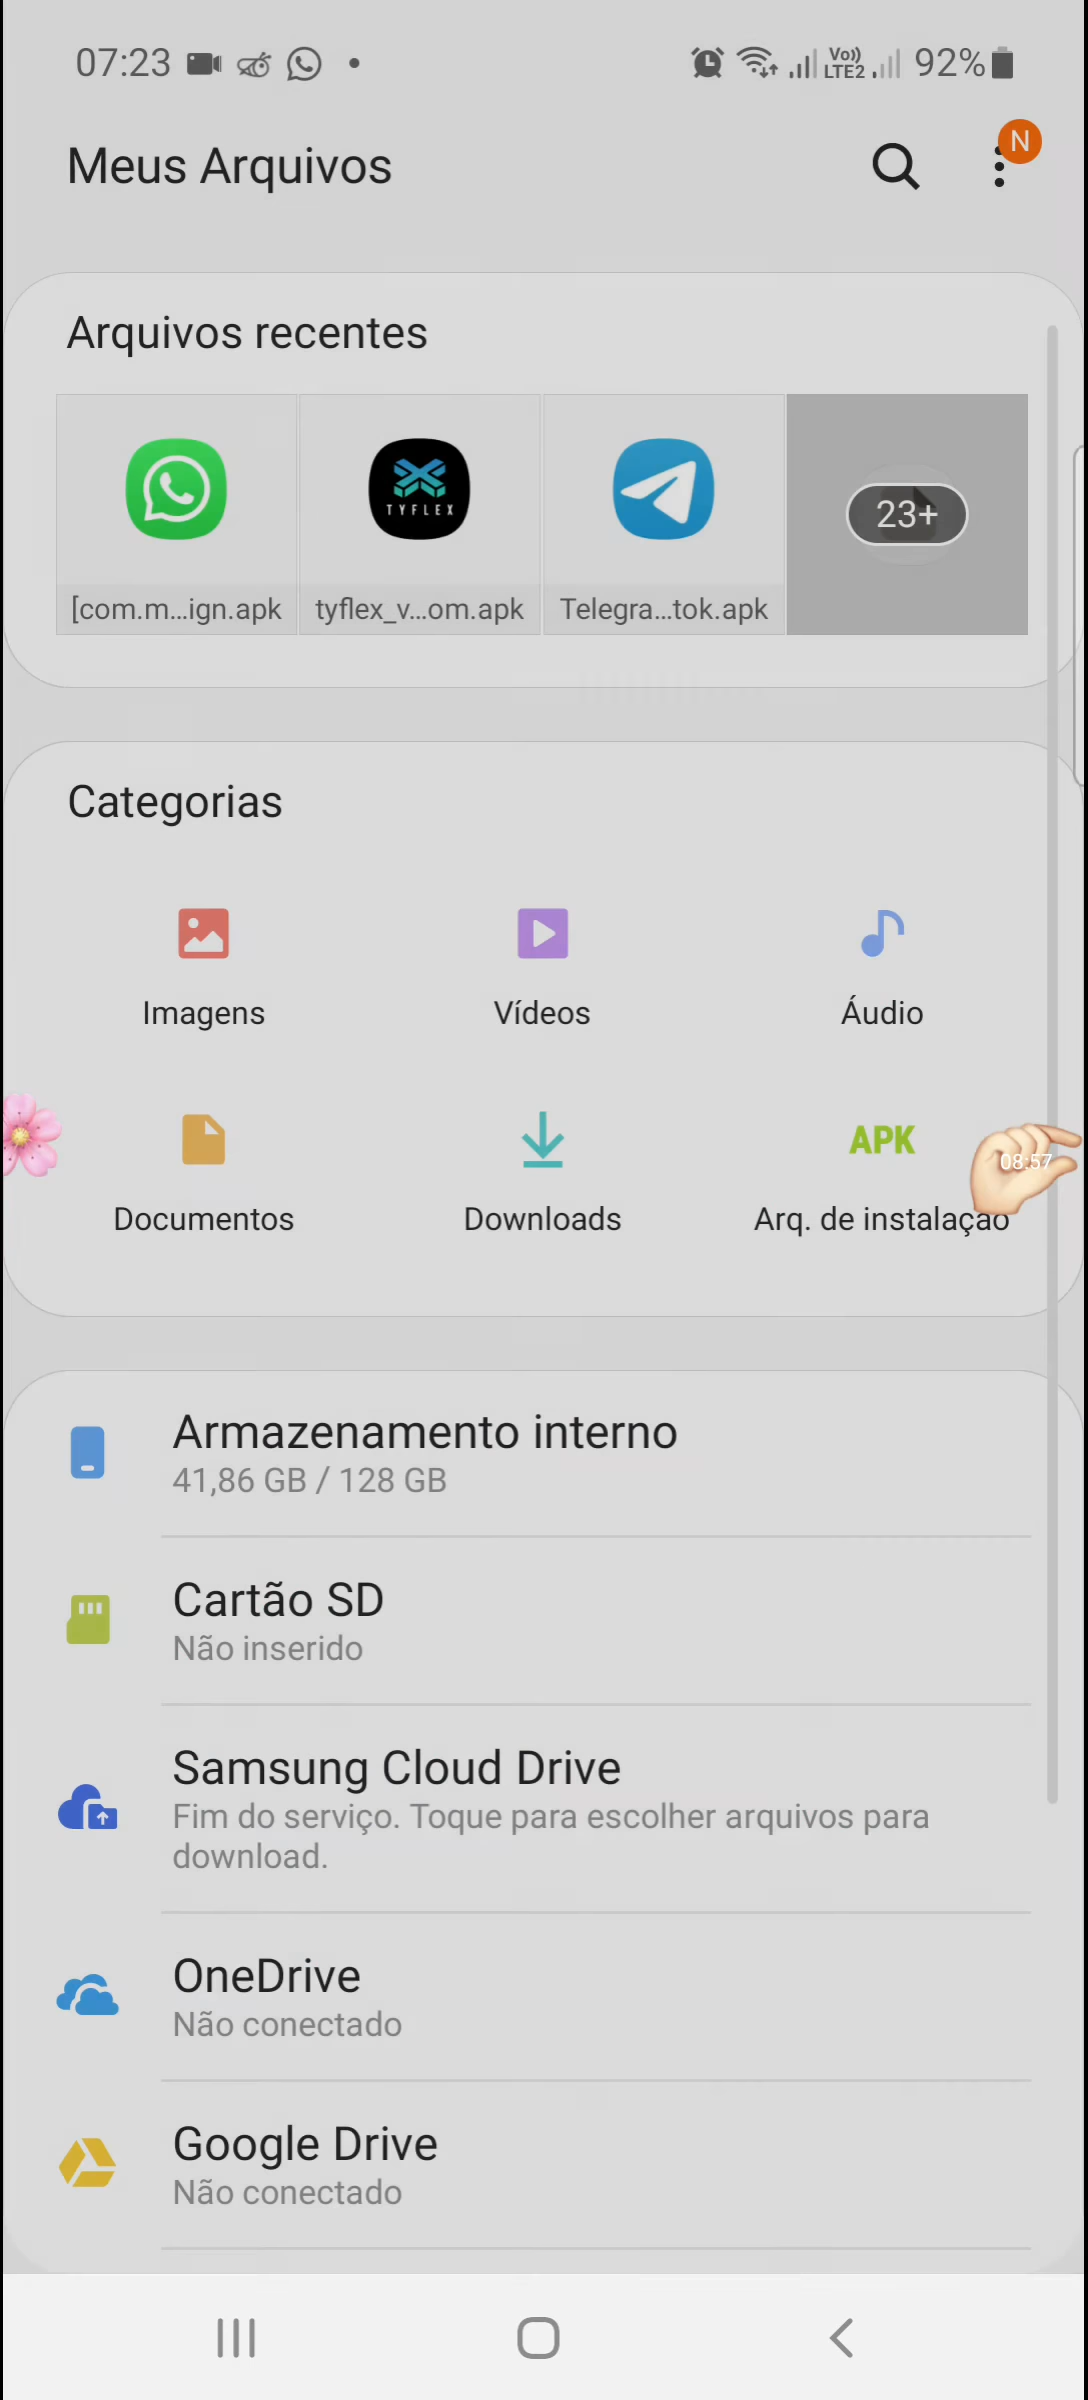 07:23
Vo))
LTE2
92%
Meus Arquivos
N
Arquivos recentes
TYFLEX
23+
[com.m...ign.apk
tyflex_v...om.apk
Telegra...tok.apk
Categorias
Imagens
Vídeos
Áudio
APK
08:57
Documentos
Downloads
Arq. de instalação
Armazenamento interno
41,86 GB / 128 GB
Cartão SD
Não inserido
Samsung Cloud Drive
Fim do serviço. Toque para escolher arquivos para
download.
OneDrive
Não conectado
Google Drive
Não conectado